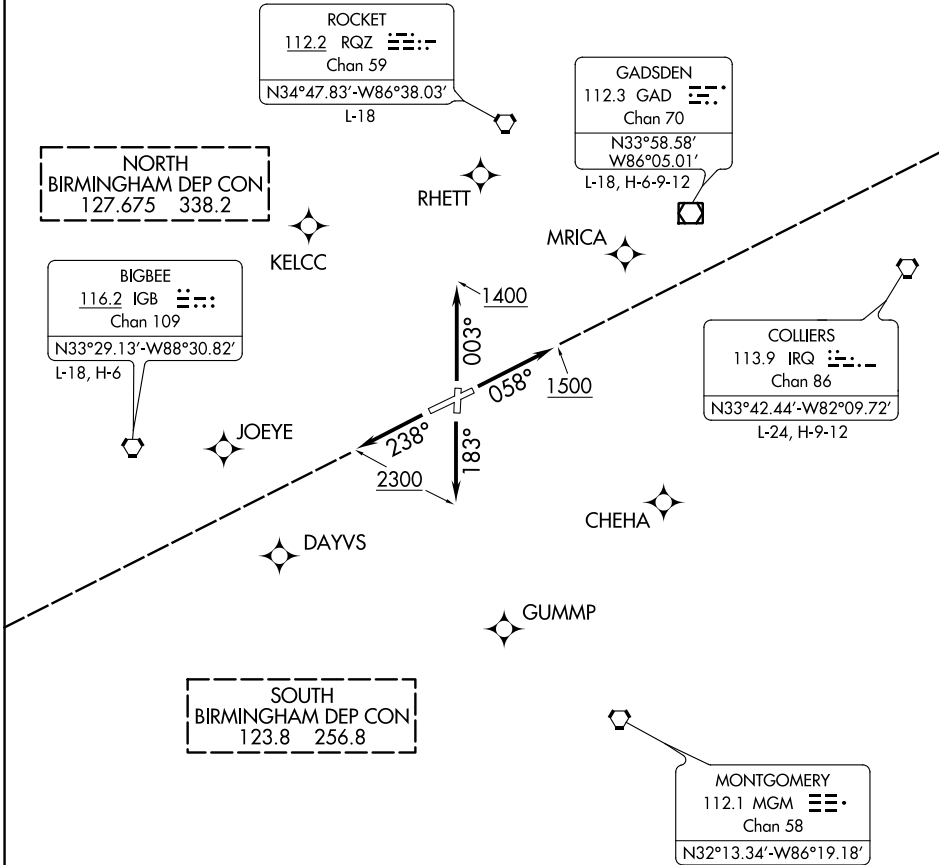 ROCKET
112.2 RQZ
Chan 59
N34°47.83'-W86°38.03'
L-18
GADSDEN
112.3 GAD
Chan 70
N33°58.58'
W86°05.01'
L-18, H-6-9-12
NORTH
BIRMINGHAM DEP CON
127.675 338.2
RHETT
KELCC
MRICA
BIGBEE
116.2 IGB
Chan 109
N33°29.13'-W88°30.82'
L-18, H-6
1400
003°
058°
1500
COLLIERS
113.9 IRQ
Chan 86
N33°42.44'-W82°09.72'
L-24, H-9-12
JOEYE
238°
183°
2300
CHEHA
DAYVS
GUMMP
SOUTH
BIRMINGHAM DEP CON
123.8 256.8
MONTGOMERY
112.1 MGM
Chan 58
N32°13.34'-W86°19.18'